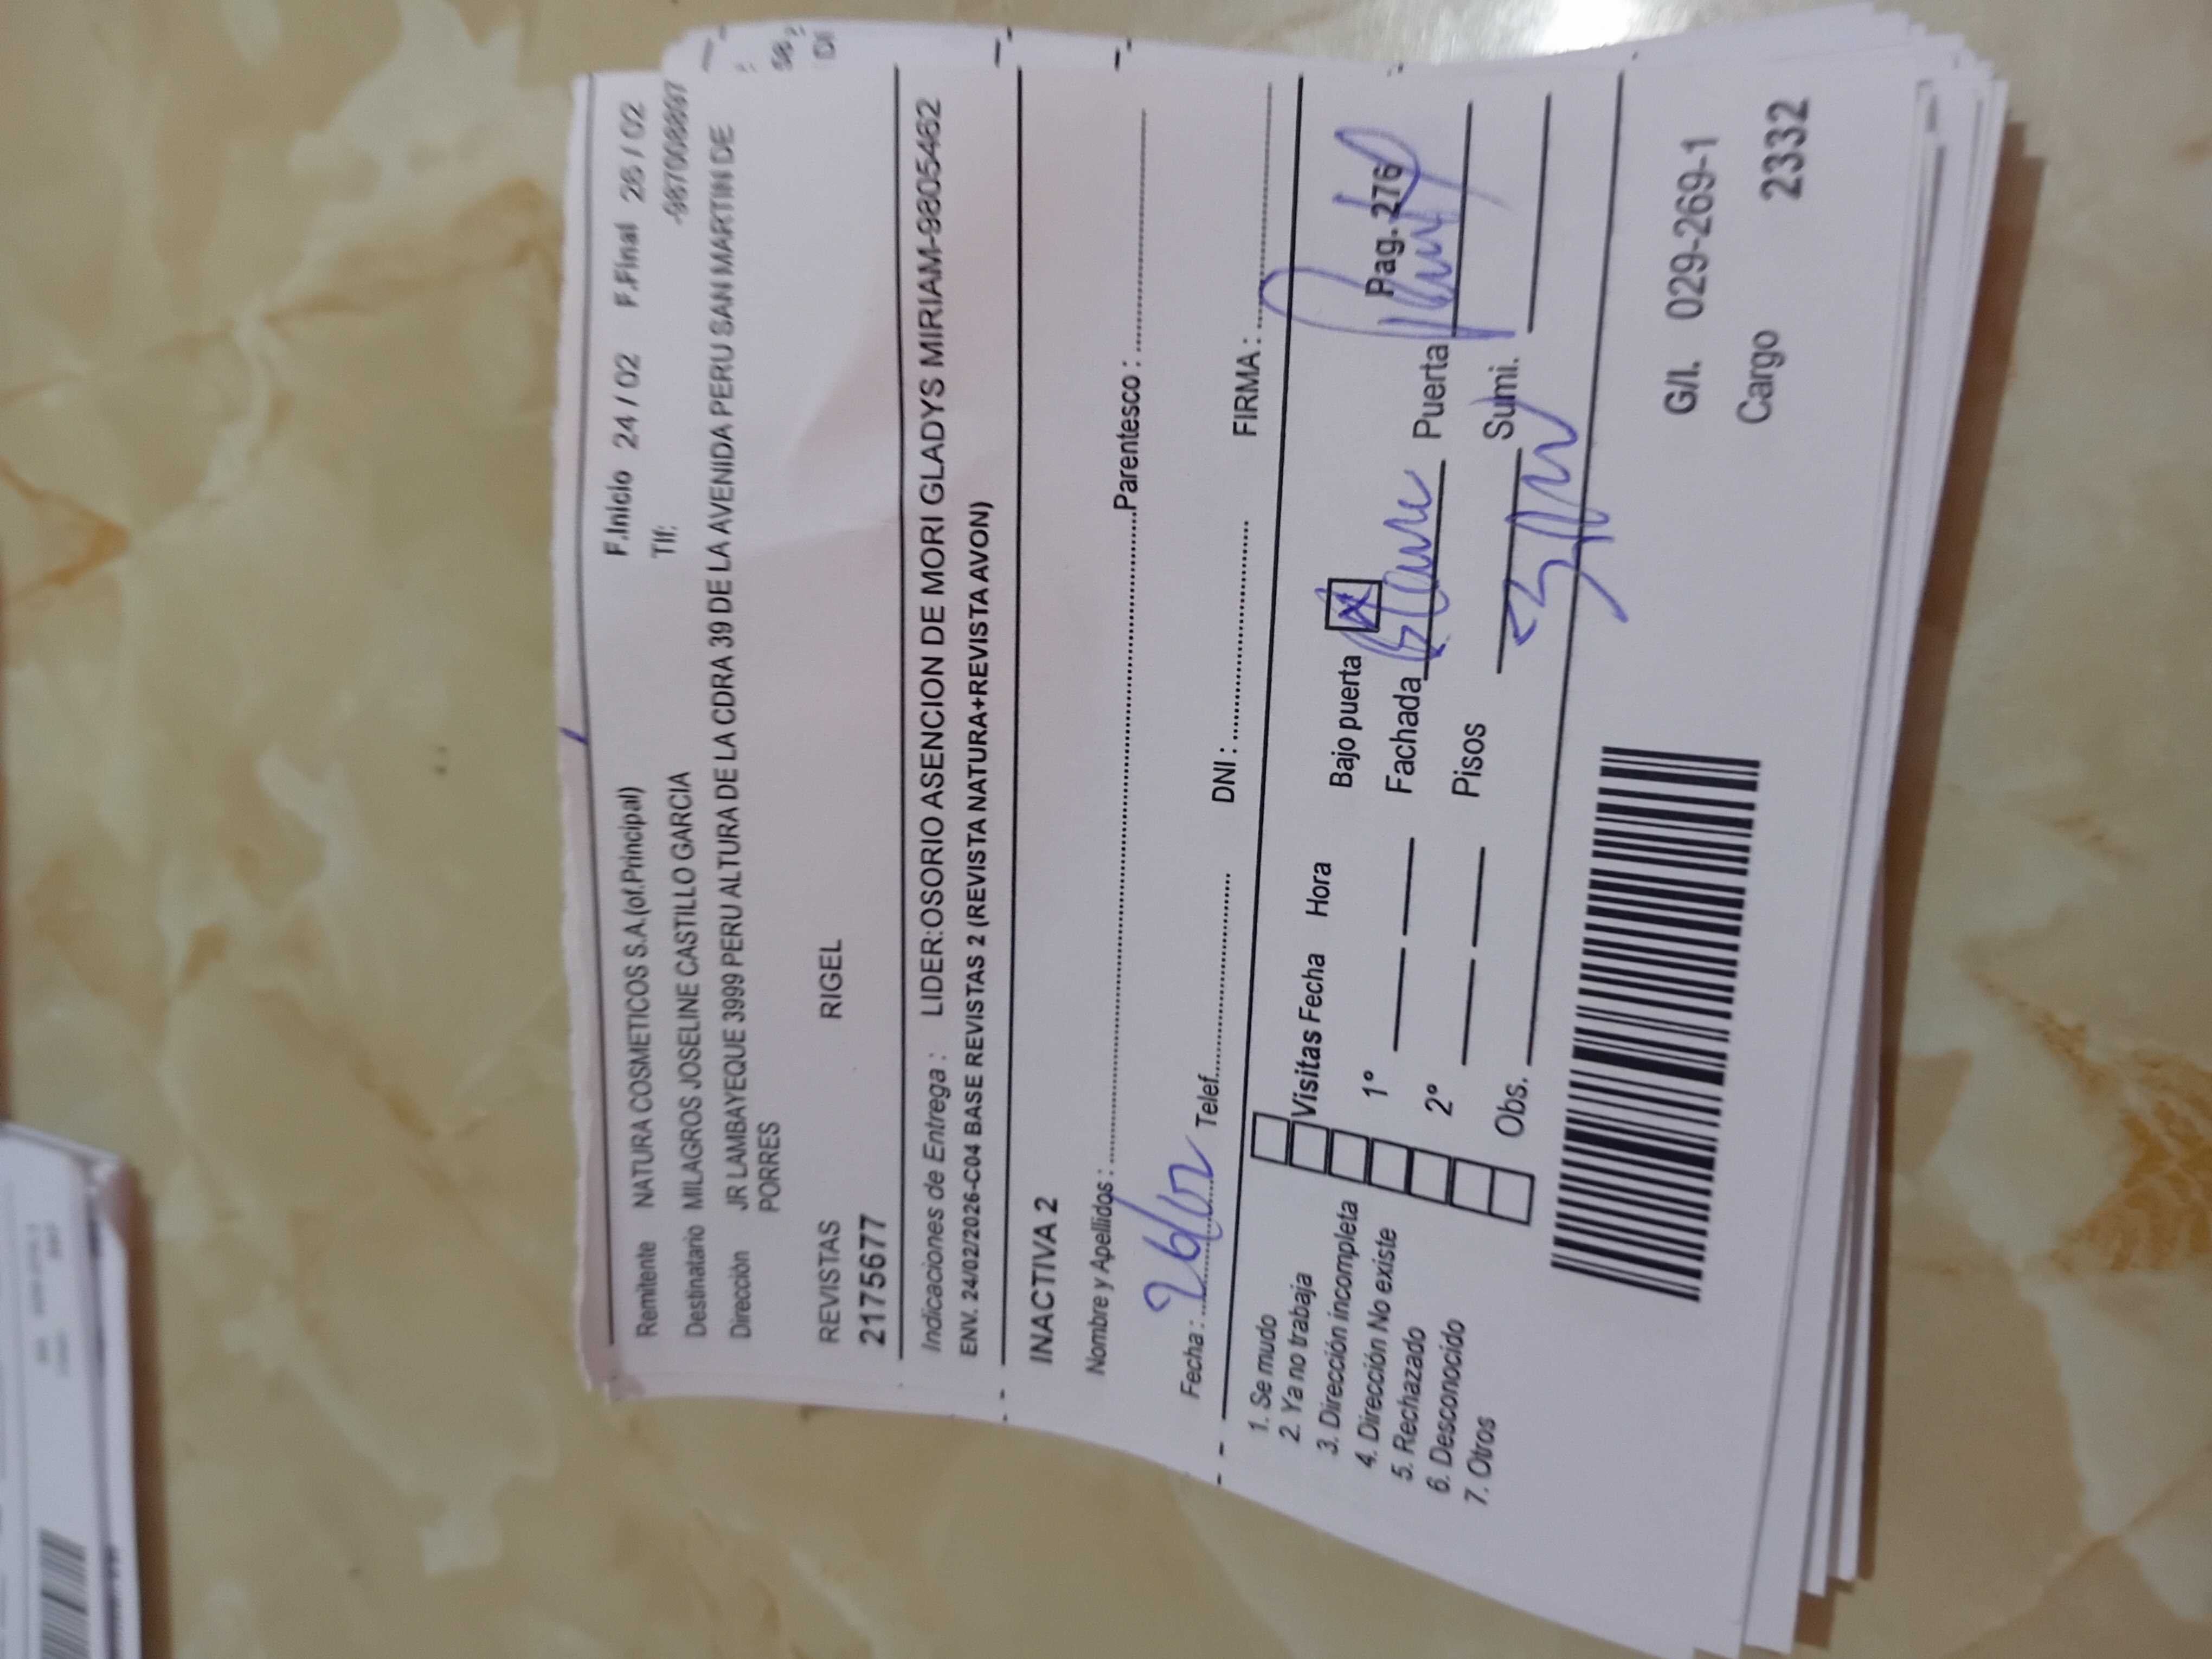 F.Inicio 24 / 02 F.Final 26 / 02
Remitente NATURA COSMETICOS S.A.(of.Principal) Tlf:
Destinatario MILAGROS JOSELINE CASTILLO GARCIA
Dirección JR LAMBAYEQUE 3999 PERU ALTURA DE LA CDRA 39 DE LA AVENIDA PERU SAN MARTIN DE
PORRES
REVISTAS RIGEL
2175677
Indicaciones de Entrega : LIDER:OSORIO ASENCION DE MORI GLADYS MIRIAM-9805462
ENV. 24/02/2026-C04 BASE REVISTAS 2 (REVISTA NATURA+REVISTA AVON)
INACTIVA 2
Nombre y Apellidos : Parentesco :
Fecha : 26/02 Telef. DNI : FIRMA :
1. Se mudo
2. Ya no trabaja
3. Dirección incompleta
4. Dirección No existe
5. Rechazado
6. Desconocido
7. Otros
Visitas Fecha Hora
1°
2°
Obs.
Bajo puerta X Pag. 276
Fachada Puerta
Pisos Sumi.
G/I. 029-269-1
Cargo 2332